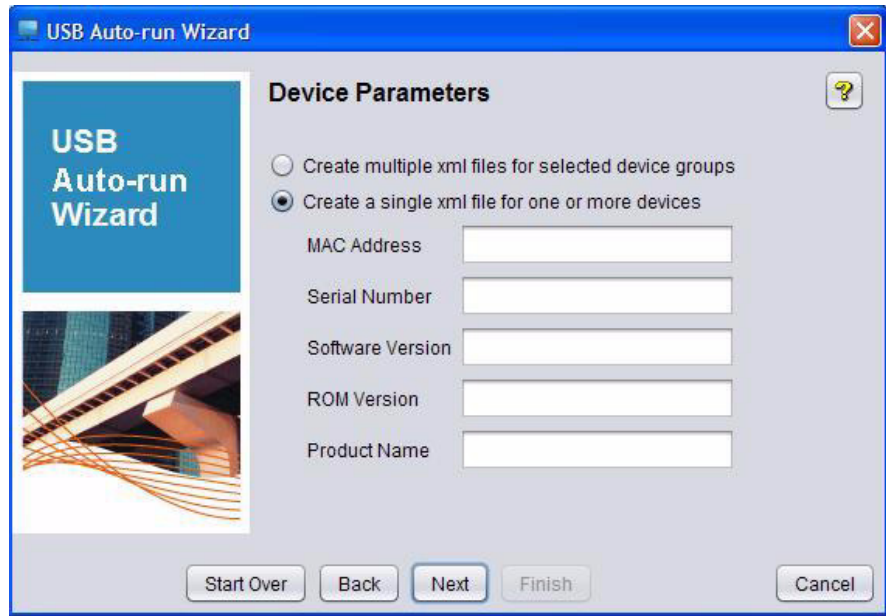 USB Auto-run Wizard
USB
Auto-run
Wizard
Device Parameters
?
Create multiple xml files for selected device groups
Create a single xml file for one or more devices
MAC Address
Serial Number
Software Version
ROM Version
Product Name
Start Over Back Next Finish Cancel